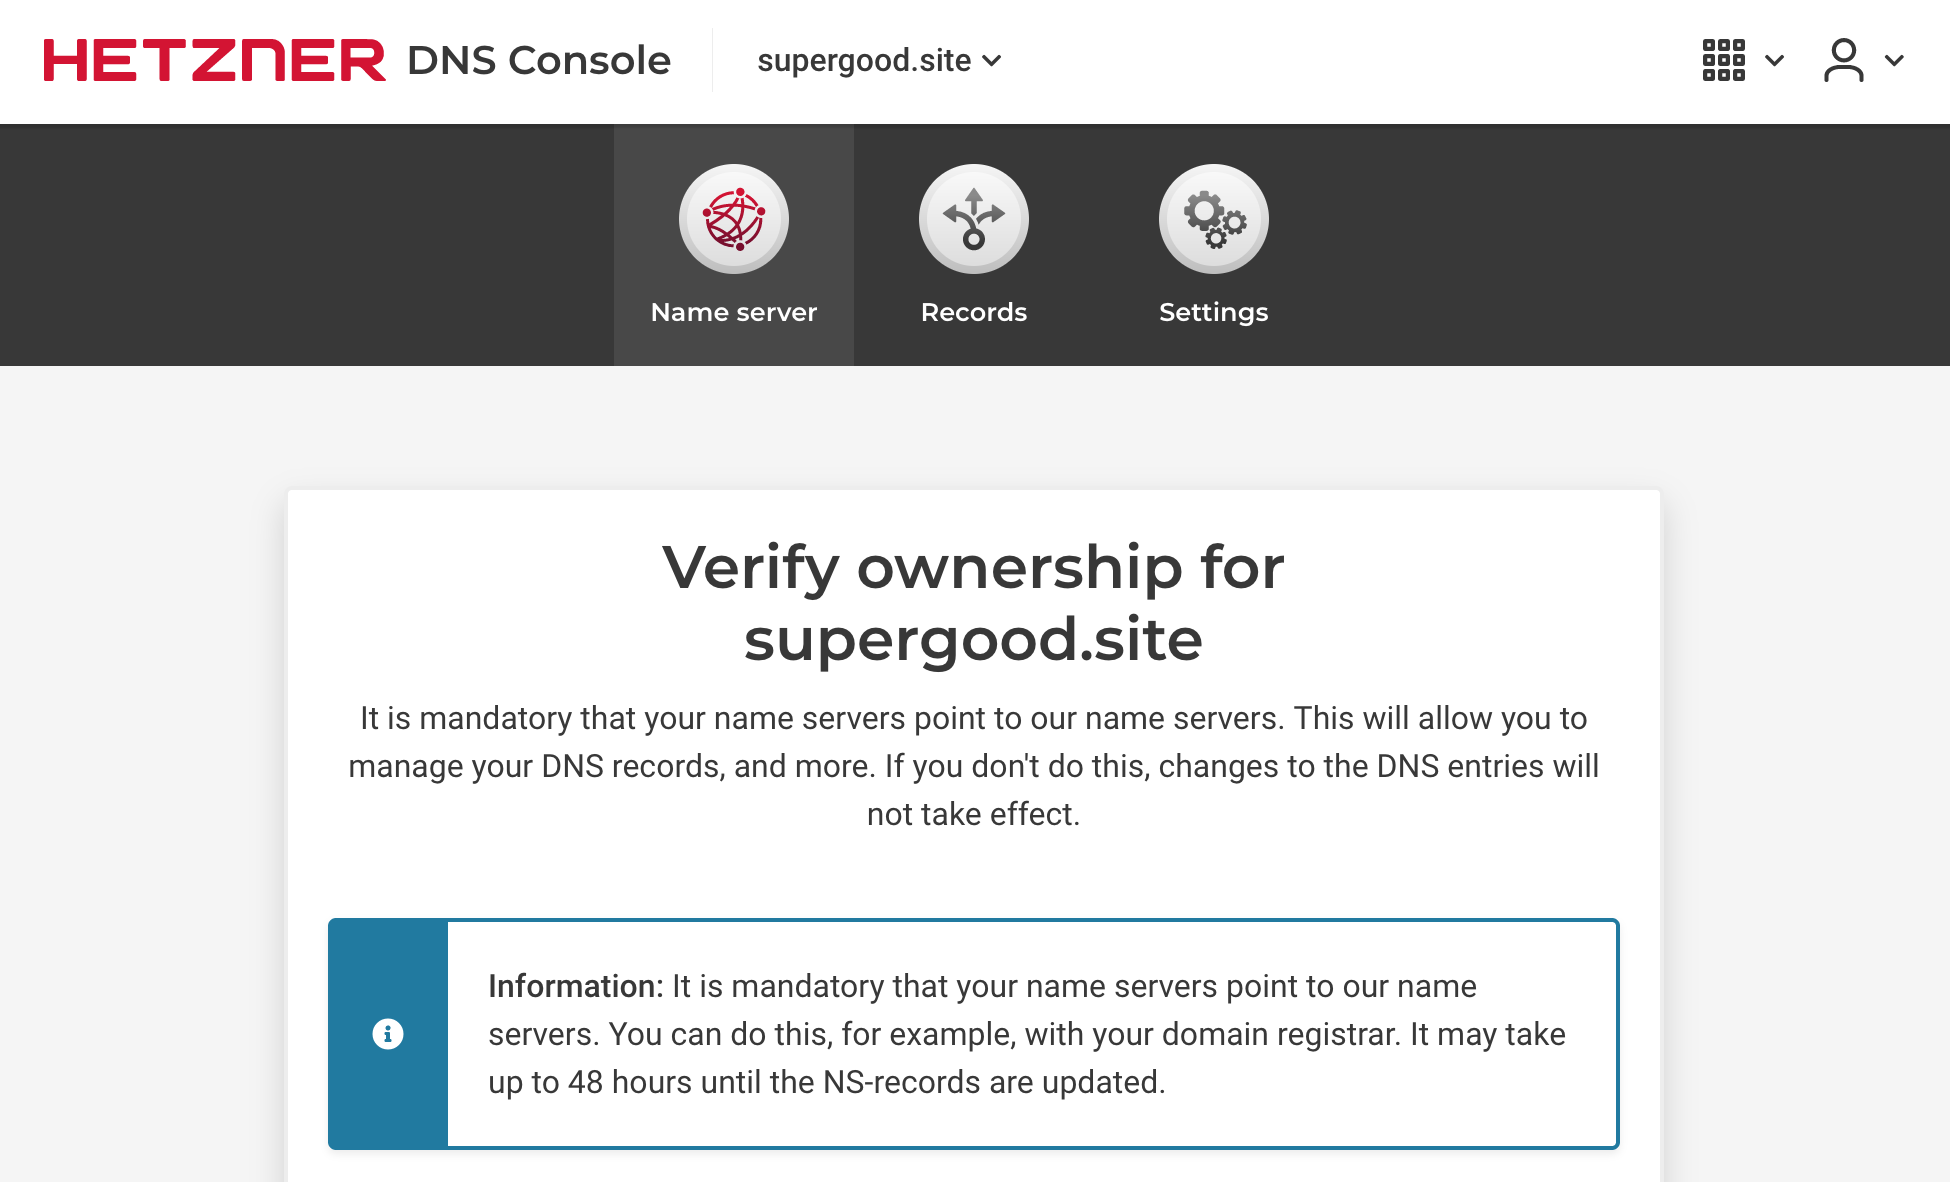 HETZNER DNS Console supergood.site
Name server Records Settings
Verify ownership for
supergood.site
It is mandatory that your name servers point to our name servers. This will allow you to
manage your DNS records, and more. If you don't do this, changes to the DNS entries will
not take effect.
Information: It is mandatory that your name servers point to our name
servers. You can do this, for example, with your domain registrar. It may take
up to 48 hours until the NS-records are updated.